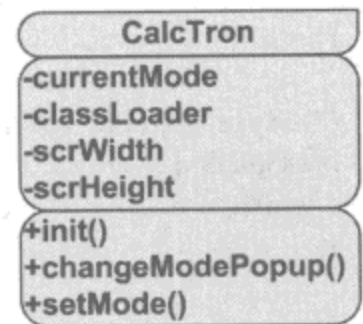 CalcTron
-currentMode
-classLoader
-scrWidth
-scrHeight
+init()
+changeModePopup()
+setMode()